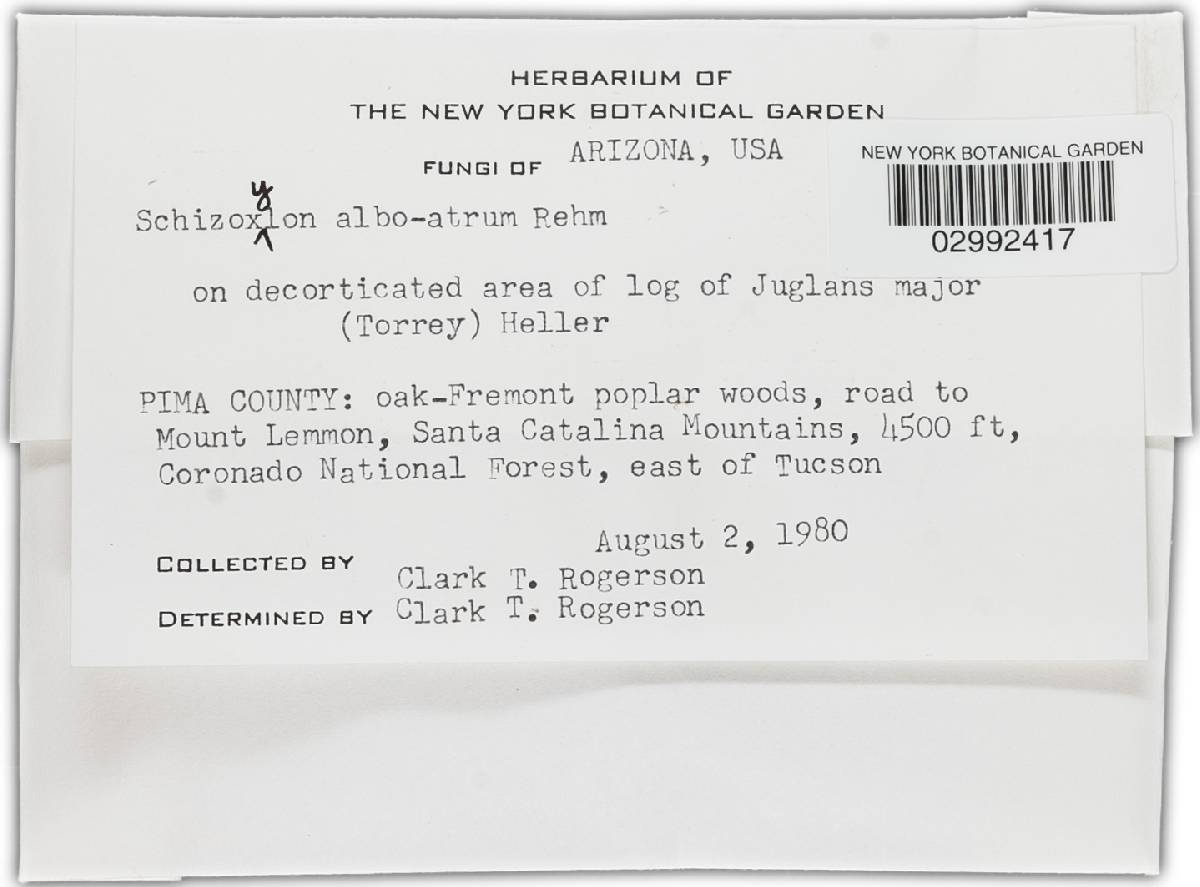 HERBARIUM OF
THE NEW YORK BOTANICAL GARDEN
FUNGI OF ARIZONA, USA
NEW YORK BOTANICAL GARDEN
02992417
Schizoxylon albo-atrum Rehm
on decorticated area of log of Juglans major
(Torrey) Heller
PIMA COUNTY: oak-Fremont poplar woods, road to
Mount Lemmon, Santa Catalina Mountains, 4500 ft,
Coronado National Forest, east of Tucson
August 2, 1980
COLLECTED BY Clark T. Rogerson
DETERMINED BY Clark T. Rogerson